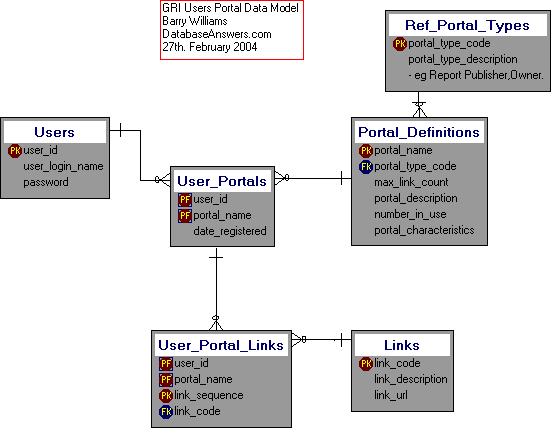 GRI Users Portal Data Model
Barry Williams
DatabaseAnswers.com
27th. February 2004
Ref_Portal_Types
PK portal_type_code
portal_type_description
- eg Report Publisher,Owner.
Users
PK user_id
user_login_name
password
Portal_Definitions
PK portal_name
FK portal_type_code
max_link_count
portal_description
number_in_use
portal_characteristics
User_Portals
PF user_id
PF portal_name
date_registered
User_Portal_Links
PF user_id
PF portal_name
PK link_sequence
FK link_code
Links
PK link_code
link_description
link_url